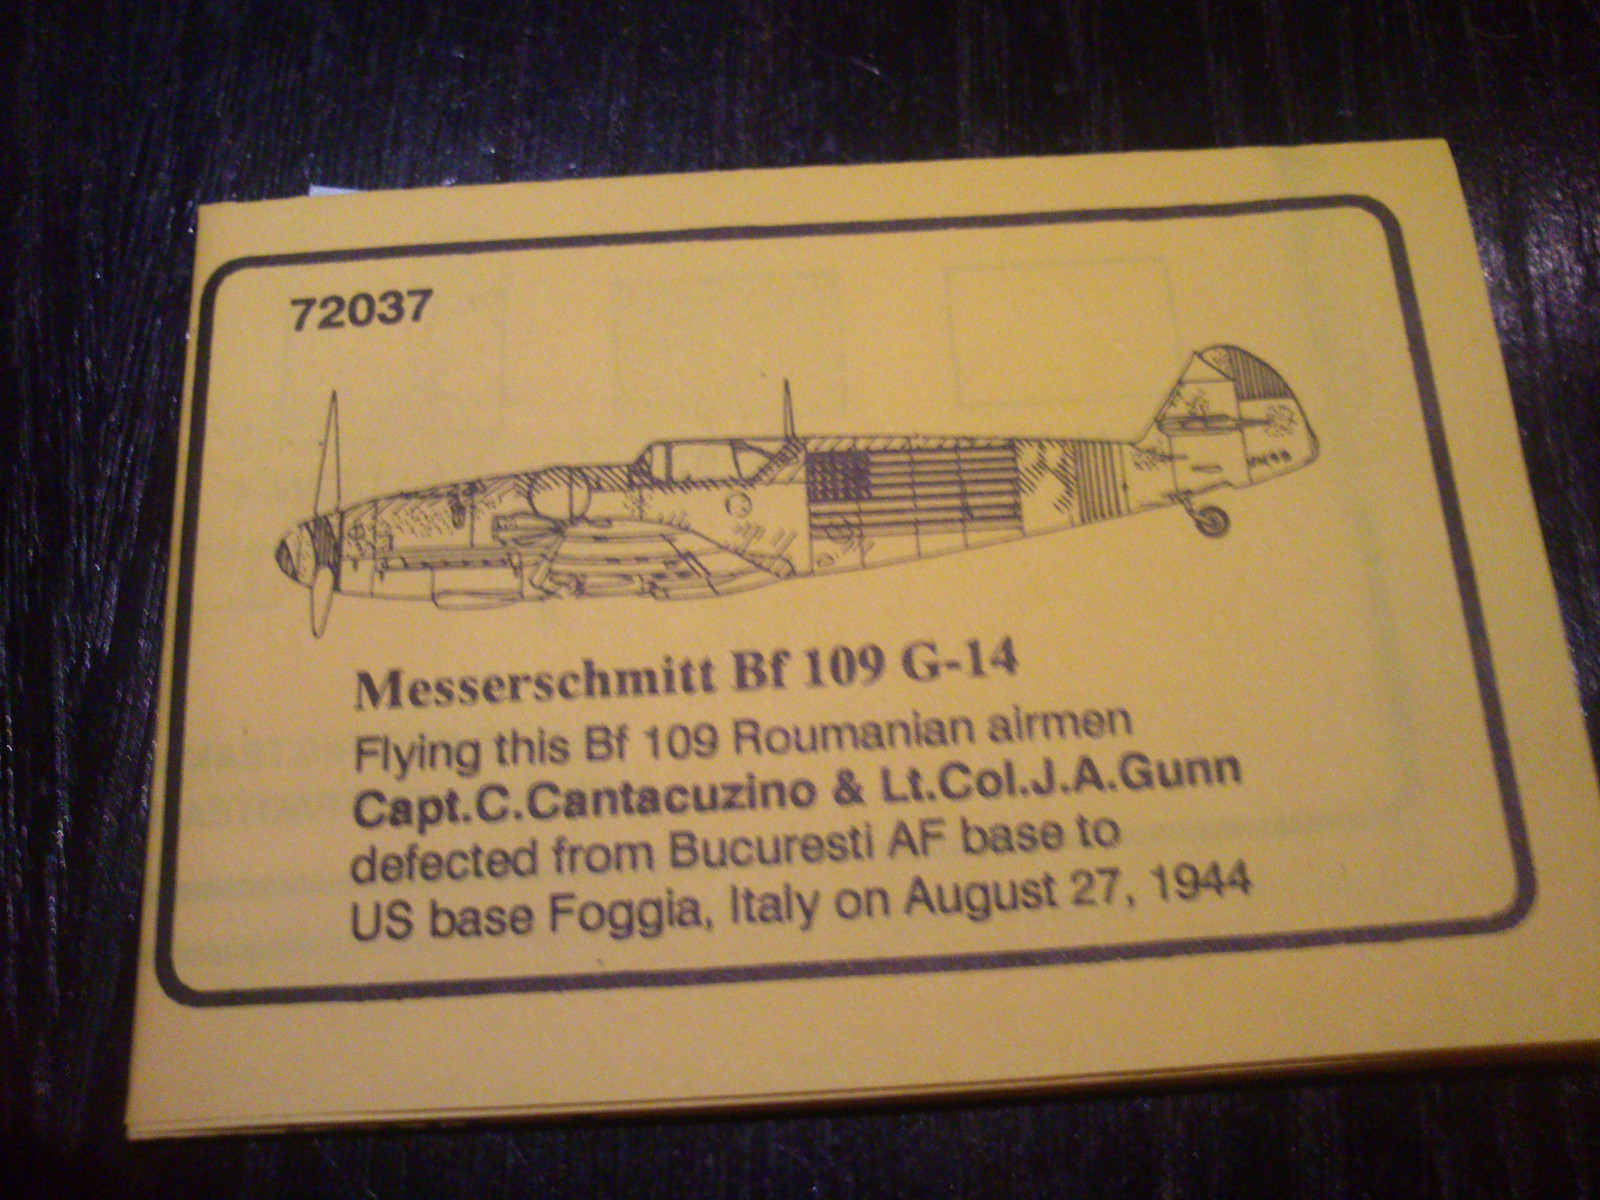 72037
Messerschmitt Bf 109 G-14
Flying this Bf 109 Roumanian airmen
Capt.C.Cantacuzino & Lt.Col.J.A.Gunn
defected from Bucuresti AF base to
US base Foggia, Italy on August 27, 1944